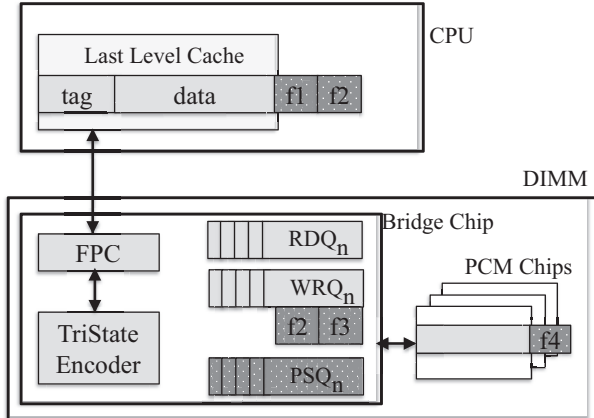 CPU
Last Level Cache
tag data f1 f2
DIMM
Bridge Chip
FPC
RDQn
WRQn
PCM Chips
f2 f3
f4
TriState
Encoder
PSQn